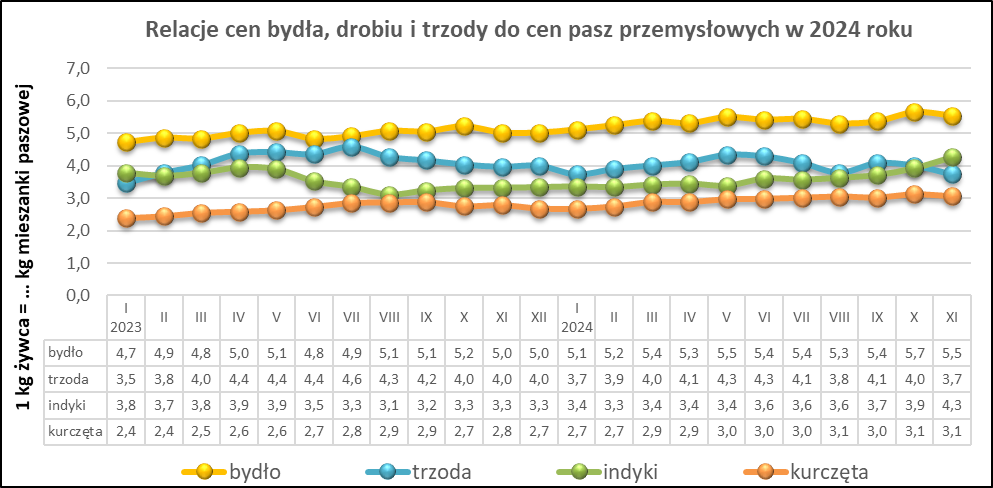 Relacje cen bydła, drobiu i trzody do cen pasz przemysłowych w 2024 roku
1 kg żywca = ... kg mieszanki paszowej
7,0
6,0
5,0
4,0
3,0
2,0
1,0
0,0
I II III IV V VI VII VIII IX X XI XII I II III IV V VI VII VIII IX X XI
2023 2024
bydło 4,7 4,9 4,8 5,0 5,1 4,8 4,9 5,1 5,1 5,2 5,0 5,0 5,1 5,2 5,4 5,3 5,5 5,4 5,4 5,3 5,4 5,7 5,5
trzoda 3,5 3,8 4,0 4,4 4,4 4,4 4,6 4,3 4,2 4,0 4,0 4,0 3,7 3,9 4,0 4,1 4,3 4,3 4,1 3,8 4,1 4,0 3,7
indyki 3,8 3,7 3,8 3,9 3,9 3,5 3,3 3,1 3,2 3,3 3,3 3,3 3,4 3,3 3,4 3,4 3,4 3,6 3,6 3,6 3,7 3,9 4,3
kurczęta 2,4 2,4 2,5 2,6 2,6 2,7 2,8 2,9 2,9 2,7 2,8 2,7 2,7 2,7 2,9 2,9 3,0 3,0 3,0 3,1 3,0 3,1 3,1
bydło trzoda indyki kurczęta